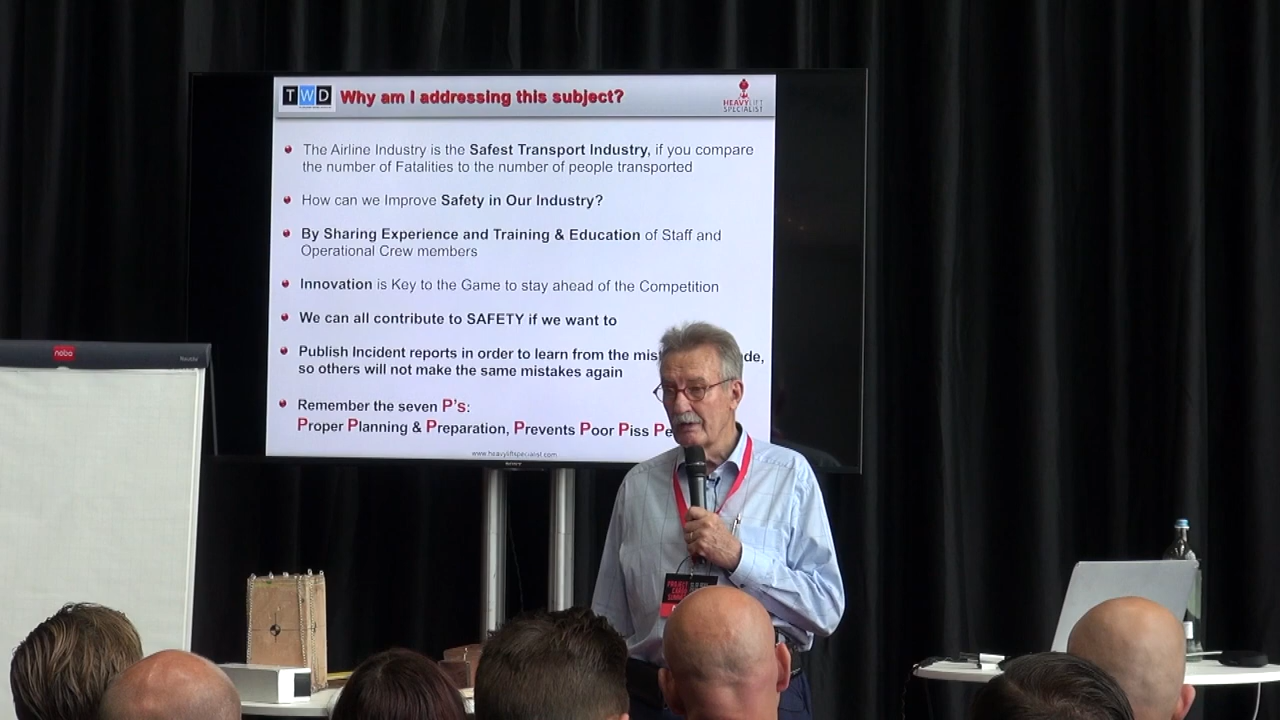 TWD
Why am I addressing this subject?
HEAVYLIFT
SPECIALIST
The Airline Industry is the Safest Transport Industry, if you compare
the number of Fatalities to the number of people transported
How can we Improve Safety in Our Industry?
By Sharing Experience and Training & Education of Staff and
Operational Crew members
Innovation is Key to the Game to stay ahead of the Competition
We can all contribute to SAFETY if we want to
Publish Incident reports in order to learn from the
so others will not make the same mistakes again
Remember the seven P's:
Proper Planning & Preparation, Prevents Poor Piss
www.heavyliftspecialist.com
SONY
nobo
PROJECT
CARGO
SUMMIT